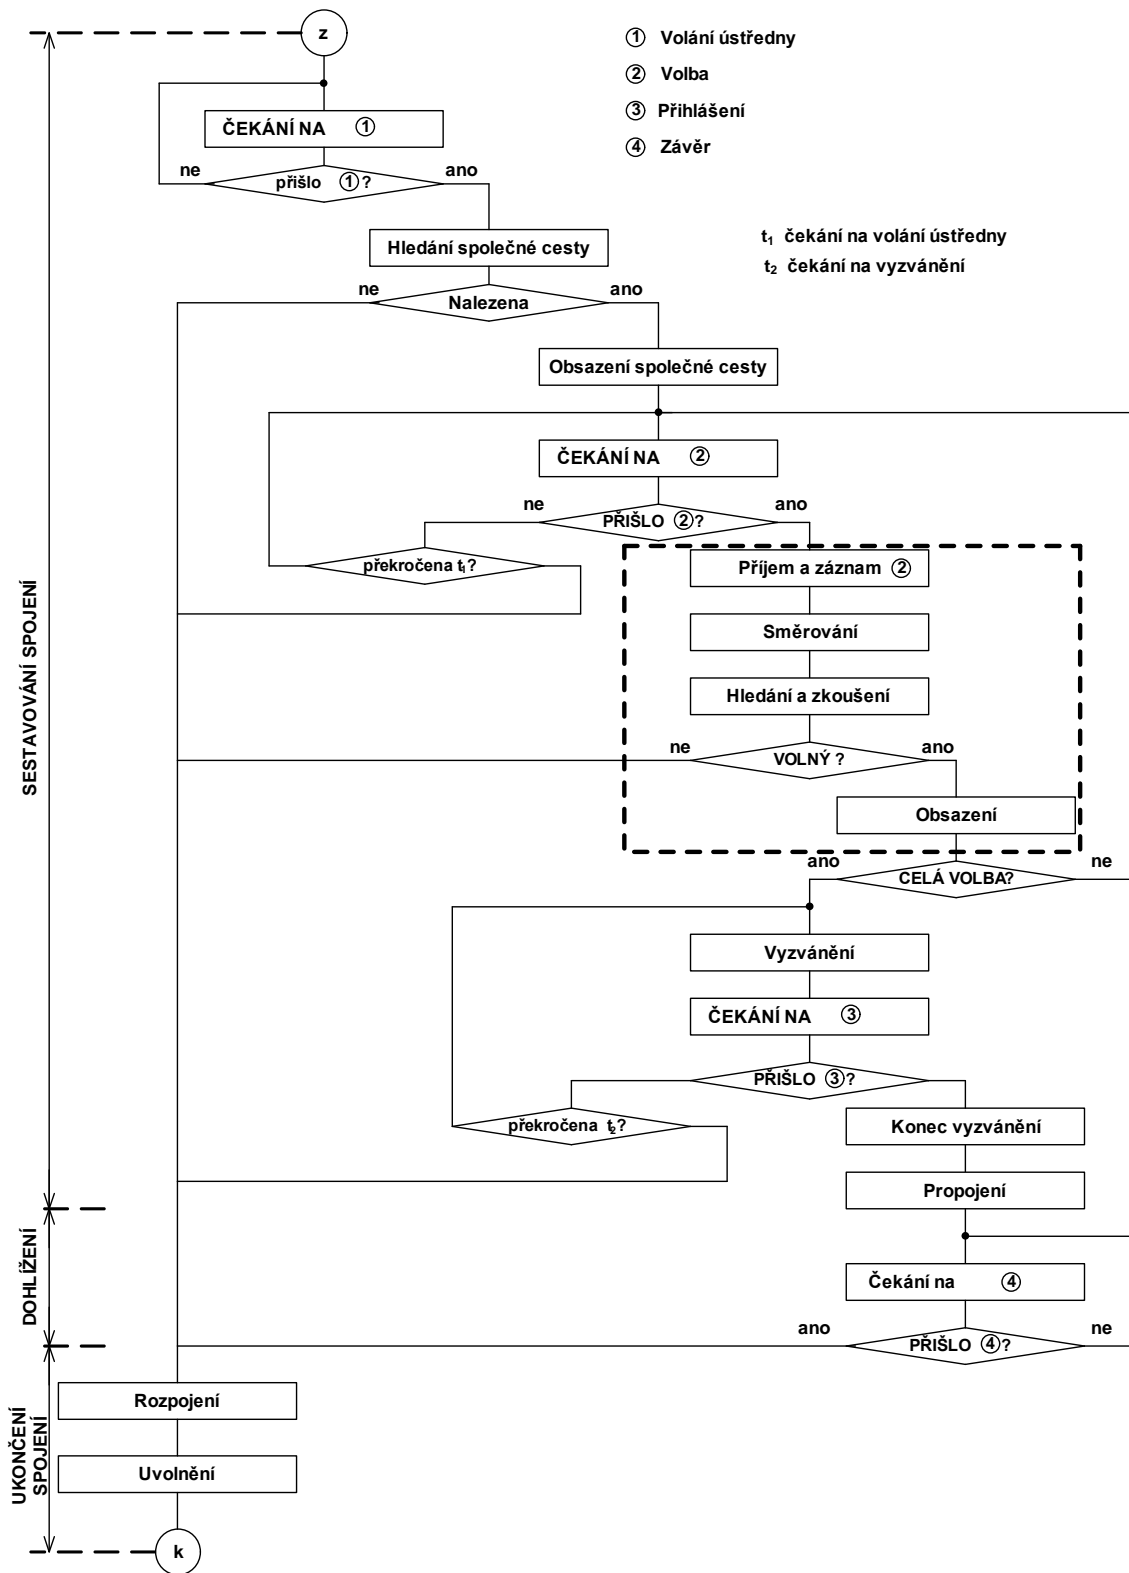 z
① Volání ústředny
② Volba
③ Přihlášení
④ Závěr
ČEKÁNÍ NA ①
ne
přišlo ①?
ano
Hledání společné cesty
t₁ čekání na volání ústředny
t₂ čekání na vyzvánění
ne
Nalezena
ano
Obsazení společné cesty
ČEKÁNÍ NA ②
ne
PŘIŠLO ②?
ano
překročena t₁?
Příjem a záznam ②
Směrování
Hledání a zkoušení
ne
VOLNÝ ?
ano
Obsazení
ano
CELÁ VOLBA?
ne
Vyzvánění
ČEKÁNÍ NA ③
PŘIŠLO ③?
překročena t₂?
Konec vyzvánění
Propojení
Čekání na ④
ano
PŘIŠLO ④?
ne
Rozpojení
Uvolnění
k
SESTAVOVÁNÍ SPOJENÍ
DOHLÍŽENÍ
UKONČENÍ
SPOJENÍ